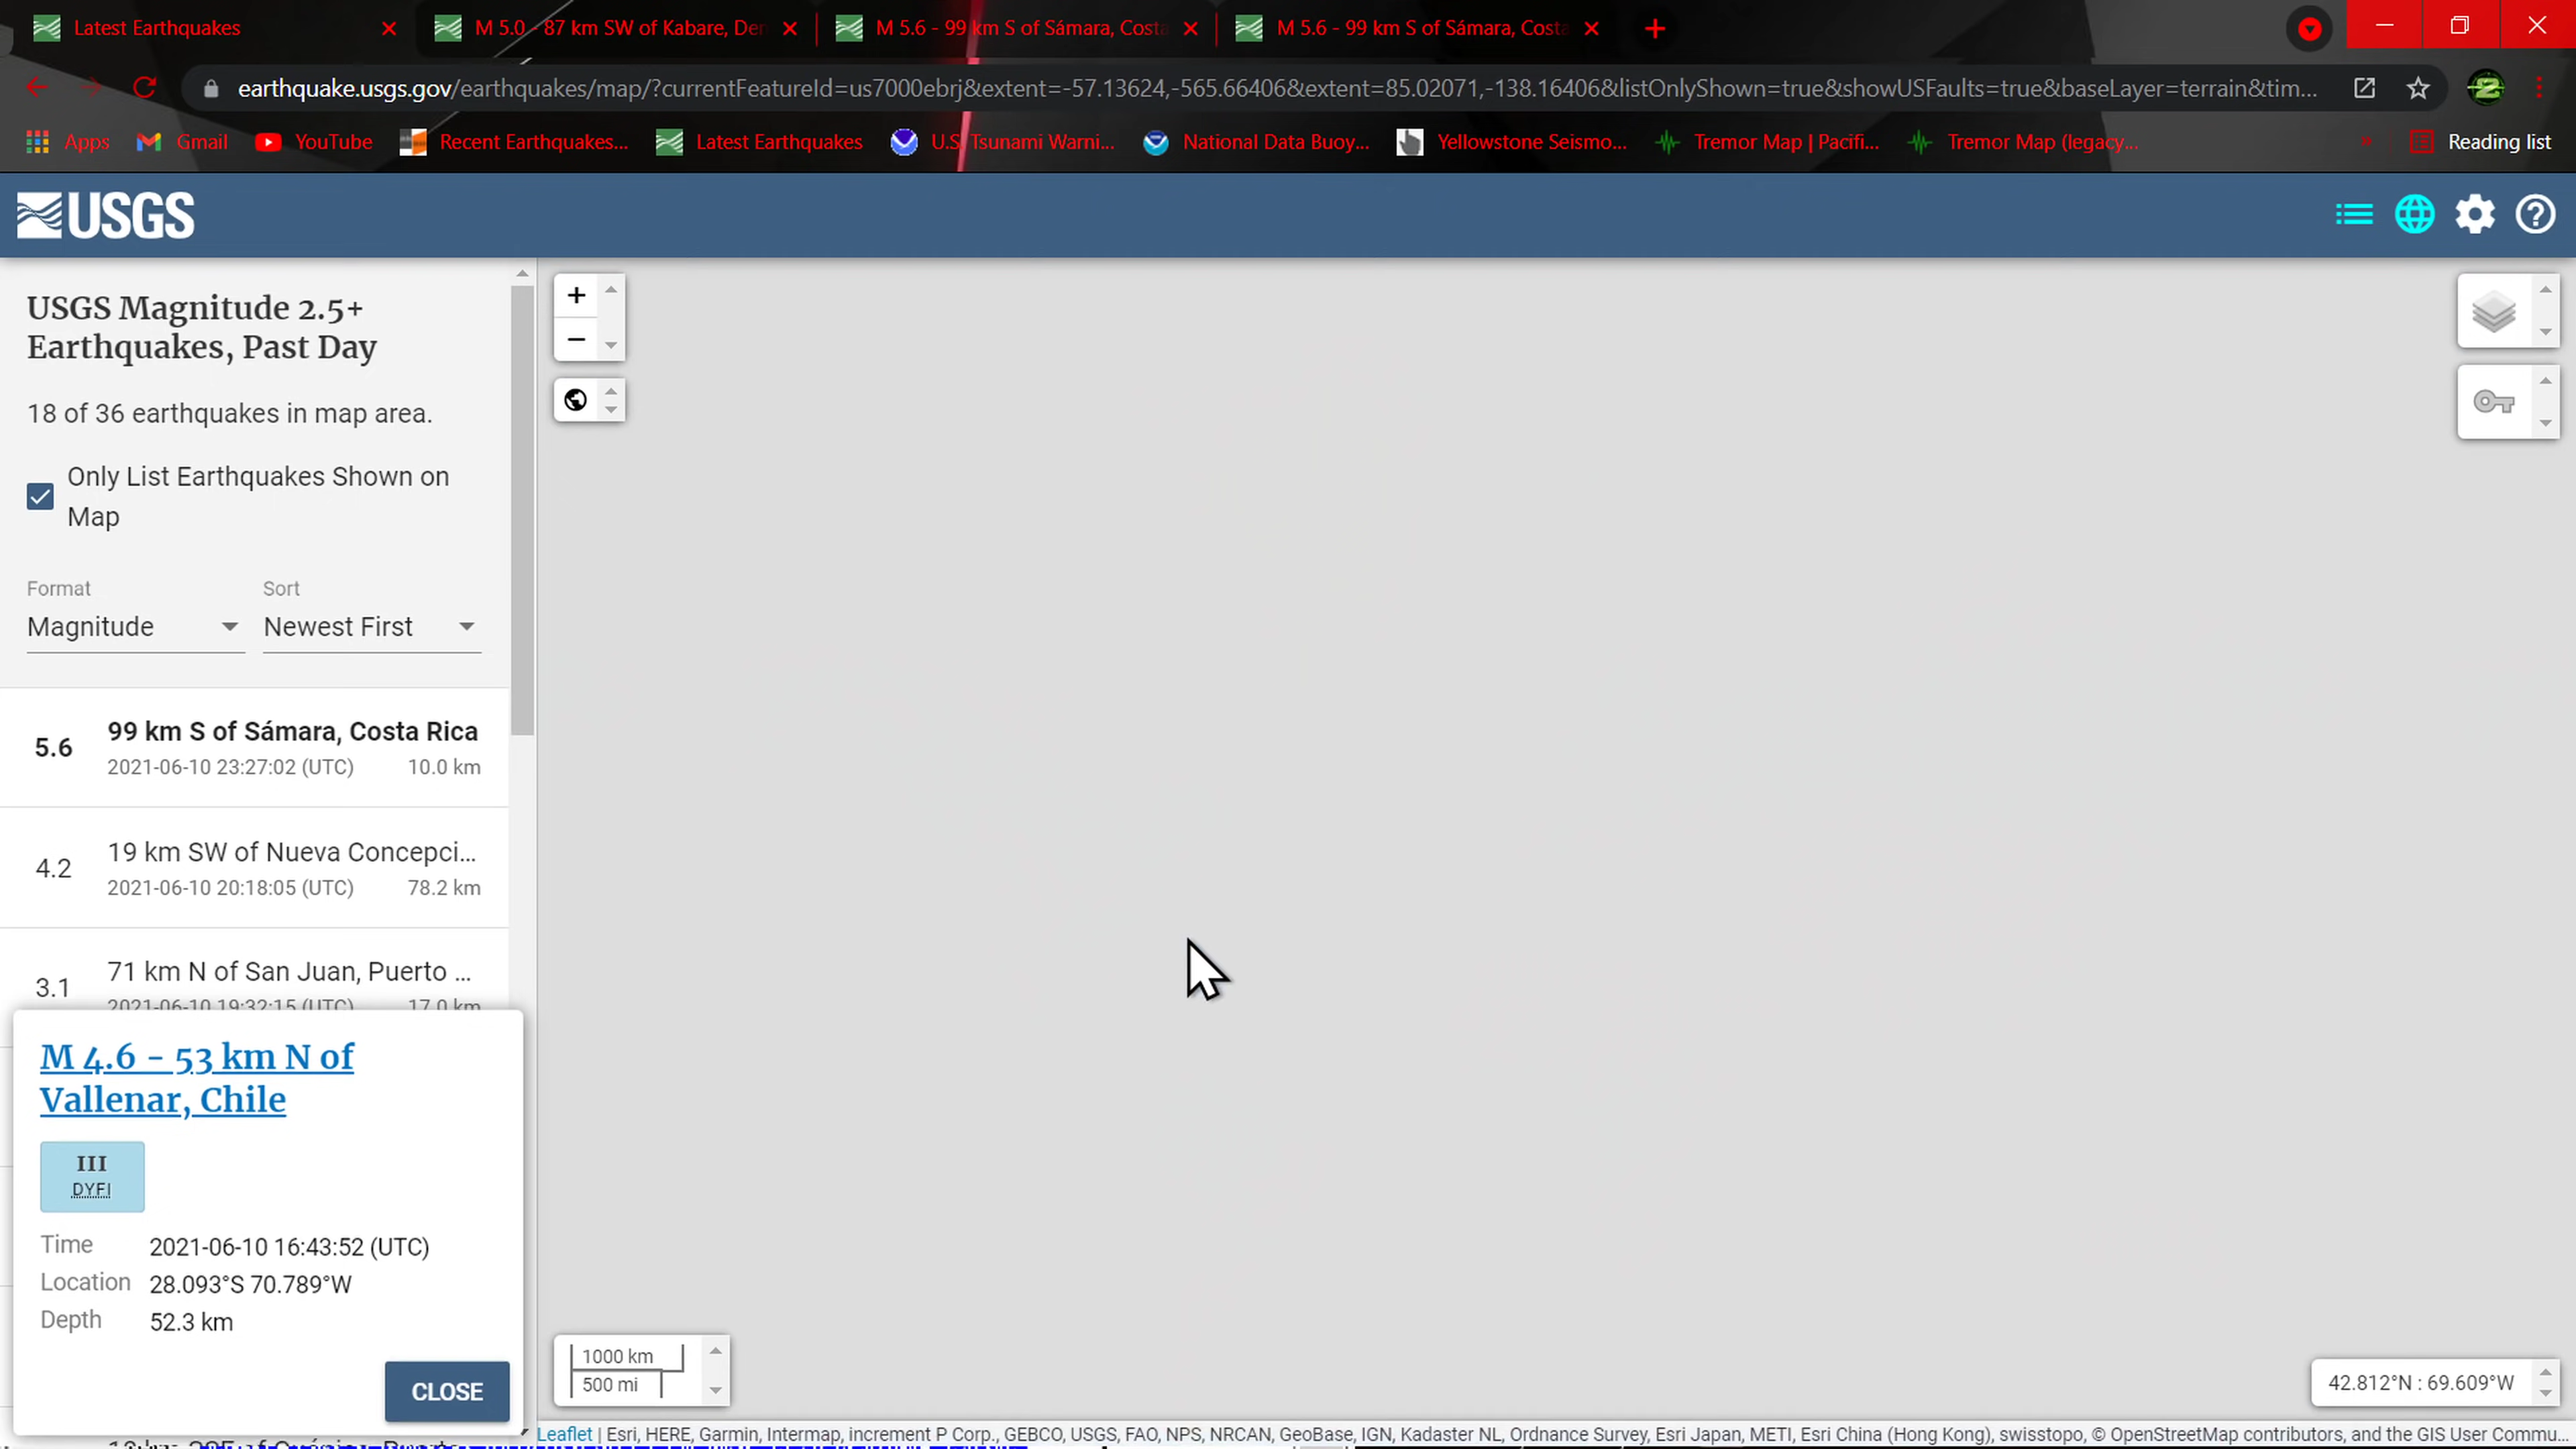 Latest Earthquakes
M 5.0 - 87 km SW of Kabare, Der
M 5.6 - 99 km S of Sámara, Costa
M 5.6 - 99 km S of Sámara, Costa
earthquake.usgs.gov/earthquakes/map/?currentFeatureId=us7000ebrj&extent=-57.13624,-565.66406&extent=85.02071,-138.16406&listOnlyShown=true&showUSFaults=true&baseLayer=terrain&tim...
Apps
Gmail
YouTube
Recent Earthquakes...
Latest Earthquakes
U.S. Tsunami Warni...
National Data Buoy...
Yellowstone Seismo...
Tremor Map | Pacifi...
Tremor Map (legacy...
Reading list
USGS
USGS Magnitude 2.5+
Earthquakes, Past Day
18 of 36 earthquakes in map area.
Only List Earthquakes Shown on
Map
Format
Sort
Magnitude
Newest First
5.6
99 km S of Sámara, Costa Rica
2021-06-10 23:27:02 (UTC) 10.0 km
4.2
19 km SW of Nueva Concepci...
2021-06-10 20:18:05 (UTC) 78.2 km
3.1
71 km N of San Juan, Puerto ...
2021-06-10 19:32:15 (UTC) 17.0 km
M 4.6 - 53 km N of
Vallenar, Chile
III
DYFI
Time 2021-06-10 16:43:52 (UTC)
Location 28.093°S 70.789°W
Depth 52.3 km
CLOSE
1000 km
500 mi
42.812°N : 69.609°W
Leaflet | Esri, HERE, Garmin, Intermap, increment P Corp., GEBCO, USGS, FAO, NPS, NRCAN, GeoBase, IGN, Kadaster NL, Ordnance Survey, Esri Japan, METI, Esri China (Hong Kong), swisstopo, © OpenStreetMap contributors, and the GIS User Commu...